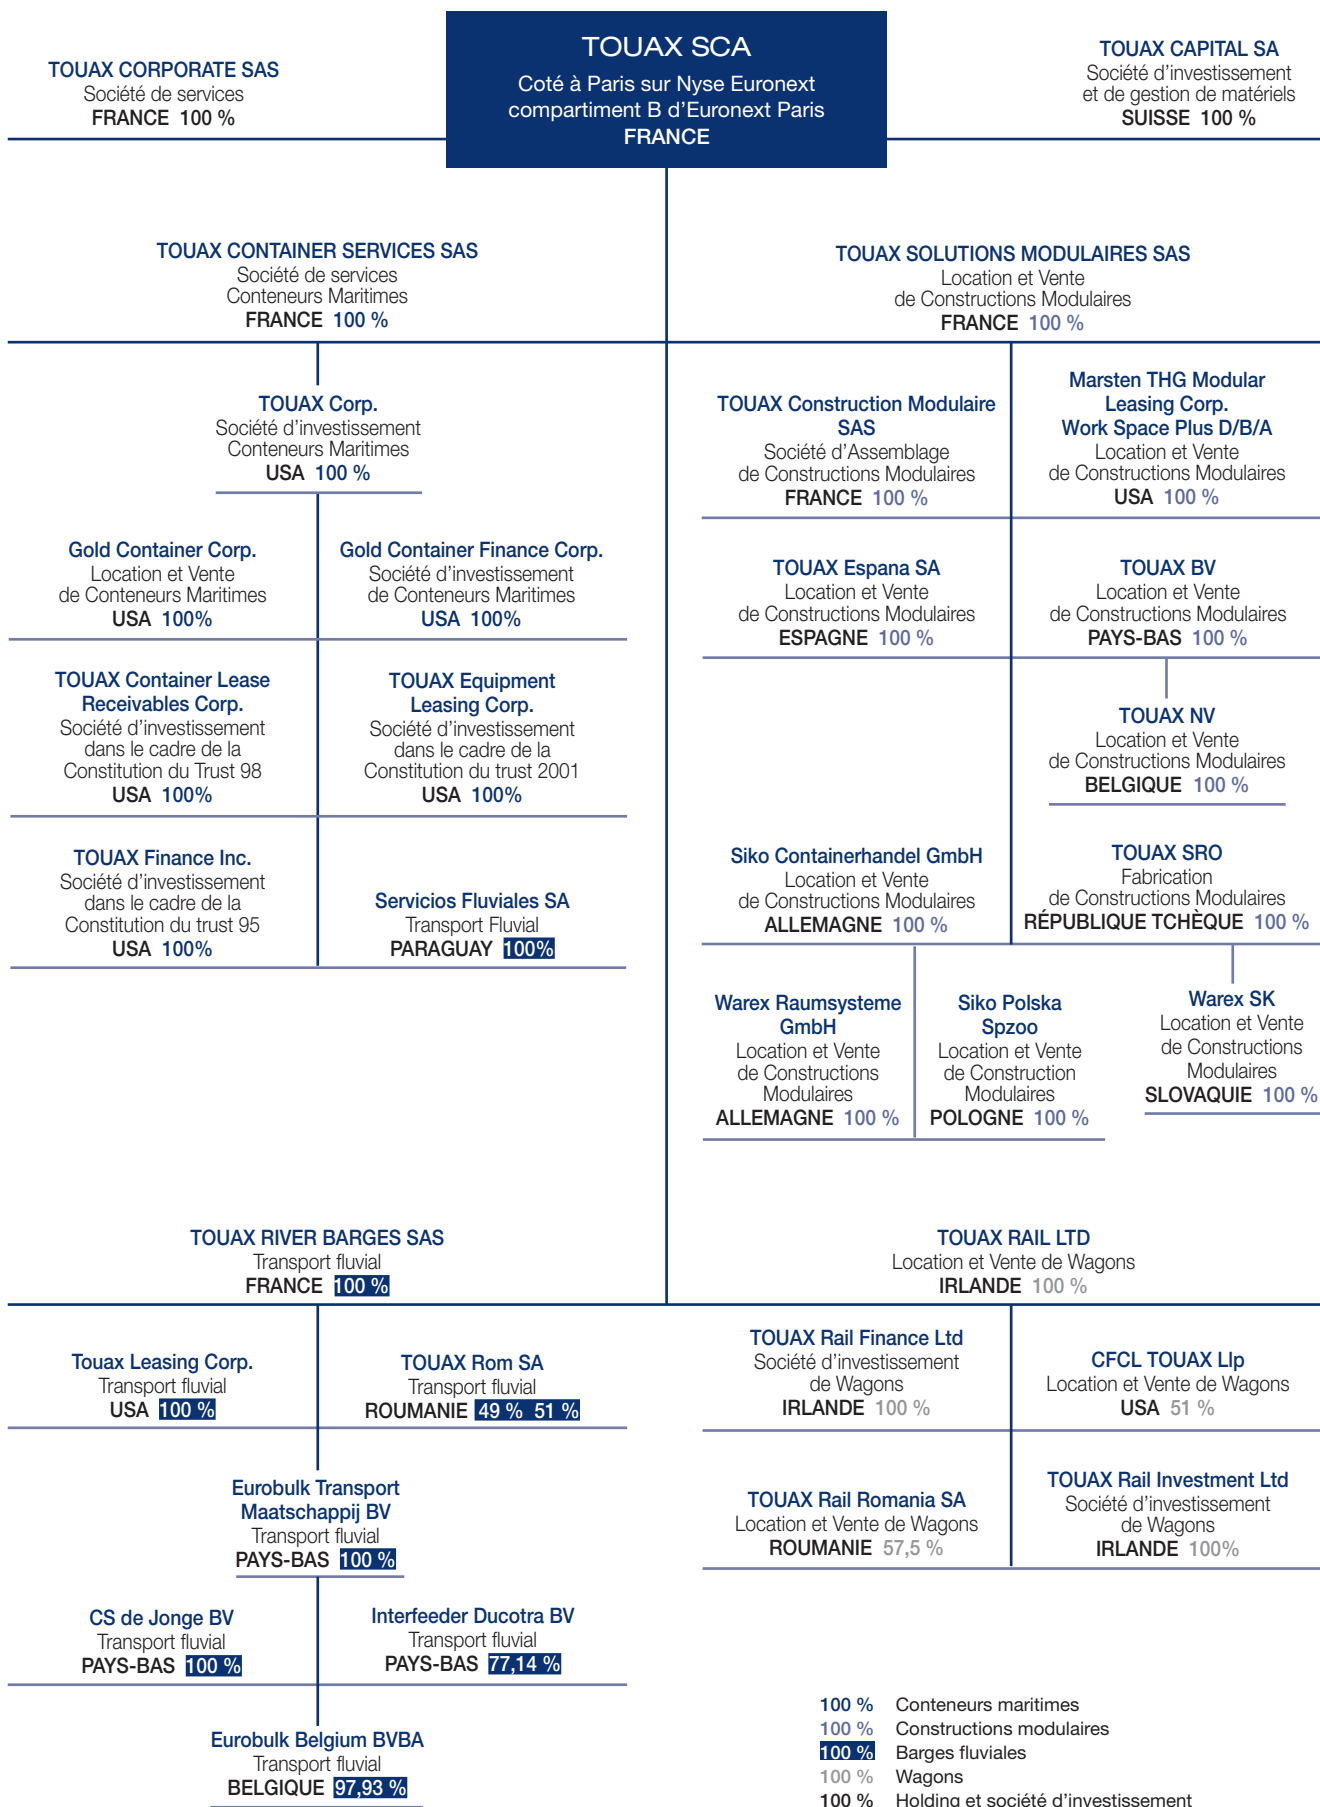 TOUAX CORPORATE SAS
Société de services
FRANCE 100 %
TOUAX SCA
Coté à Paris sur Nyse Euronext
compartiment B d'Euronext Paris
FRANCE
TOUAX CAPITAL SA
Société d'investissement
et de gestion de matériels
SUISSE 100 %
TOUAX CONTAINER SERVICES SAS
Société de services
Conteneurs Maritimes
FRANCE 100 %
TOUAX Corp.
Société d'investissement
Conteneurs Maritimes
USA 100 %
Gold Container Corp.
Location et Vente
de Conteneurs Maritimes
USA 100%
Gold Container Finance Corp.
Société d'investissement
de Conteneurs Maritimes
USA 100%
TOUAX Container Lease
Receivables Corp.
Société d'investissement
dans le cadre de la
Constitution du Trust 98
USA 100%
TOUAX Equipment
Leasing Corp.
Société d'investissement
dans le cadre de la
Constitution du trust 2001
USA 100%
TOUAX Finance Inc.
Société d'investissement
dans le cadre de la
Constitution du trust 95
USA 100%
Servicios Fluviales SA
Transport Fluvial
PARAGUAY 100%
TOUAX SOLUTIONS MODULAIRES SAS
Location et Vente
de Constructions Modulaires
FRANCE 100 %
TOUAX Construction Modulaire
SAS
Société d'Assemblage
de Constructions Modulaires
FRANCE 100 %
Marsten THG Modular
Leasing Corp.
Work Space Plus D/B/A
Location et Vente
de Constructions Modulaires
USA 100 %
TOUAX Espana SA
Location et Vente
de Constructions Modulaires
ESPAGNE 100 %
TOUAX BV
Location et Vente
de Constructions Modulaires
PAYS-BAS 100 %
TOUAX NV
Location et Vente
de Constructions Modulaires
BELGIQUE 100 %
Siko Containerhandel GmbH
Location et Vente
de Constructions Modulaires
ALLEMAGNE 100 %
TOUAX SRO
Fabrication
de Constructions Modulaires
RÉPUBLIQUE TCHÈQUE 100 %
Warex Raumsysteme
GmbH
Location et Vente
de Constructions
Modulaires
ALLEMAGNE 100 %
Siko Polska
Spzoo
Location et Vente
de Construction
Modulaires
POLOGNE 100 %
Warex SK
Location et Vente
de Constructions
Modulaires
SLOVAQUIE 100 %
TOUAX RIVER BARGES SAS
Transport fluvial
FRANCE 100 %
Touax Leasing Corp.
Transport fluvial
USA 100 %
TOUAX Rom SA
Transport fluvial
ROUMANIE 49 % 51 %
Eurobulk Transport
Maatschappij BV
Transport fluvial
PAYS-BAS 100 %
CS de Jonge BV
Transport fluvial
PAYS-BAS 100 %
Interfeeder Ducotra BV
Transport fluvial
PAYS-BAS 77,14 %
Eurobulk Belgium BVBA
Transport fluvial
BELGIQUE 97,93 %
TOUAX RAIL LTD
Location et Vente de Wagons
IRLANDE 100 %
TOUAX Rail Finance Ltd
Société d'investissement
de Wagons
IRLANDE 100 %
CFCL TOUAX Llp
Location et Vente de Wagons
USA 51 %
TOUAX Rail Romania SA
Location et Vente de Wagons
ROUMANIE 57,5 %
TOUAX Rail Investment Ltd
Société d'investissement
de Wagons
IRLANDE 100%
100 % Conteneurs maritimes
100 % Constructions modulaires
100 % Barges fluviales
100 % Wagons
100 % Holding et société d'investissement